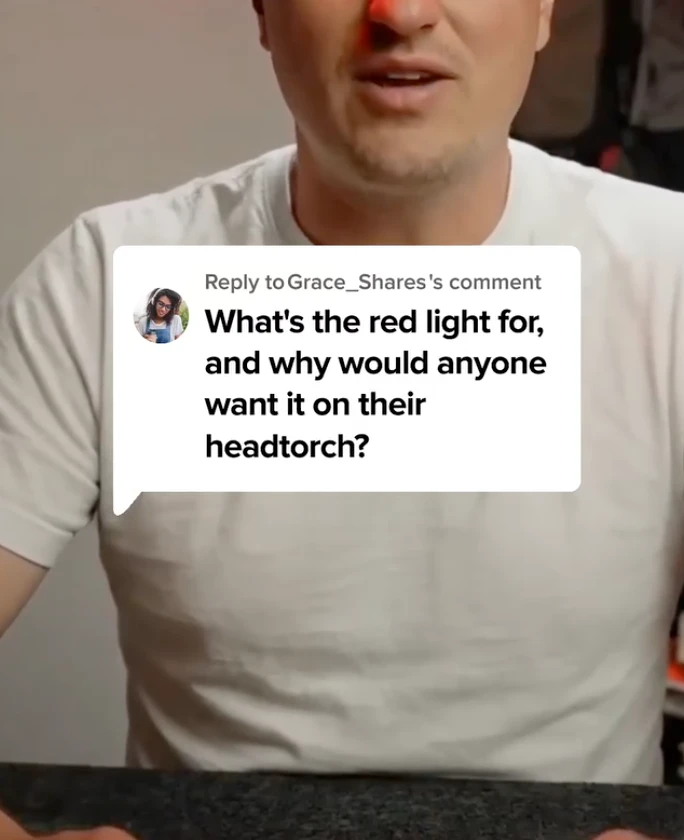 Reply to Grace_Shares's comment
What's the red light for,
and why would anyone
want it on their
headtorch?